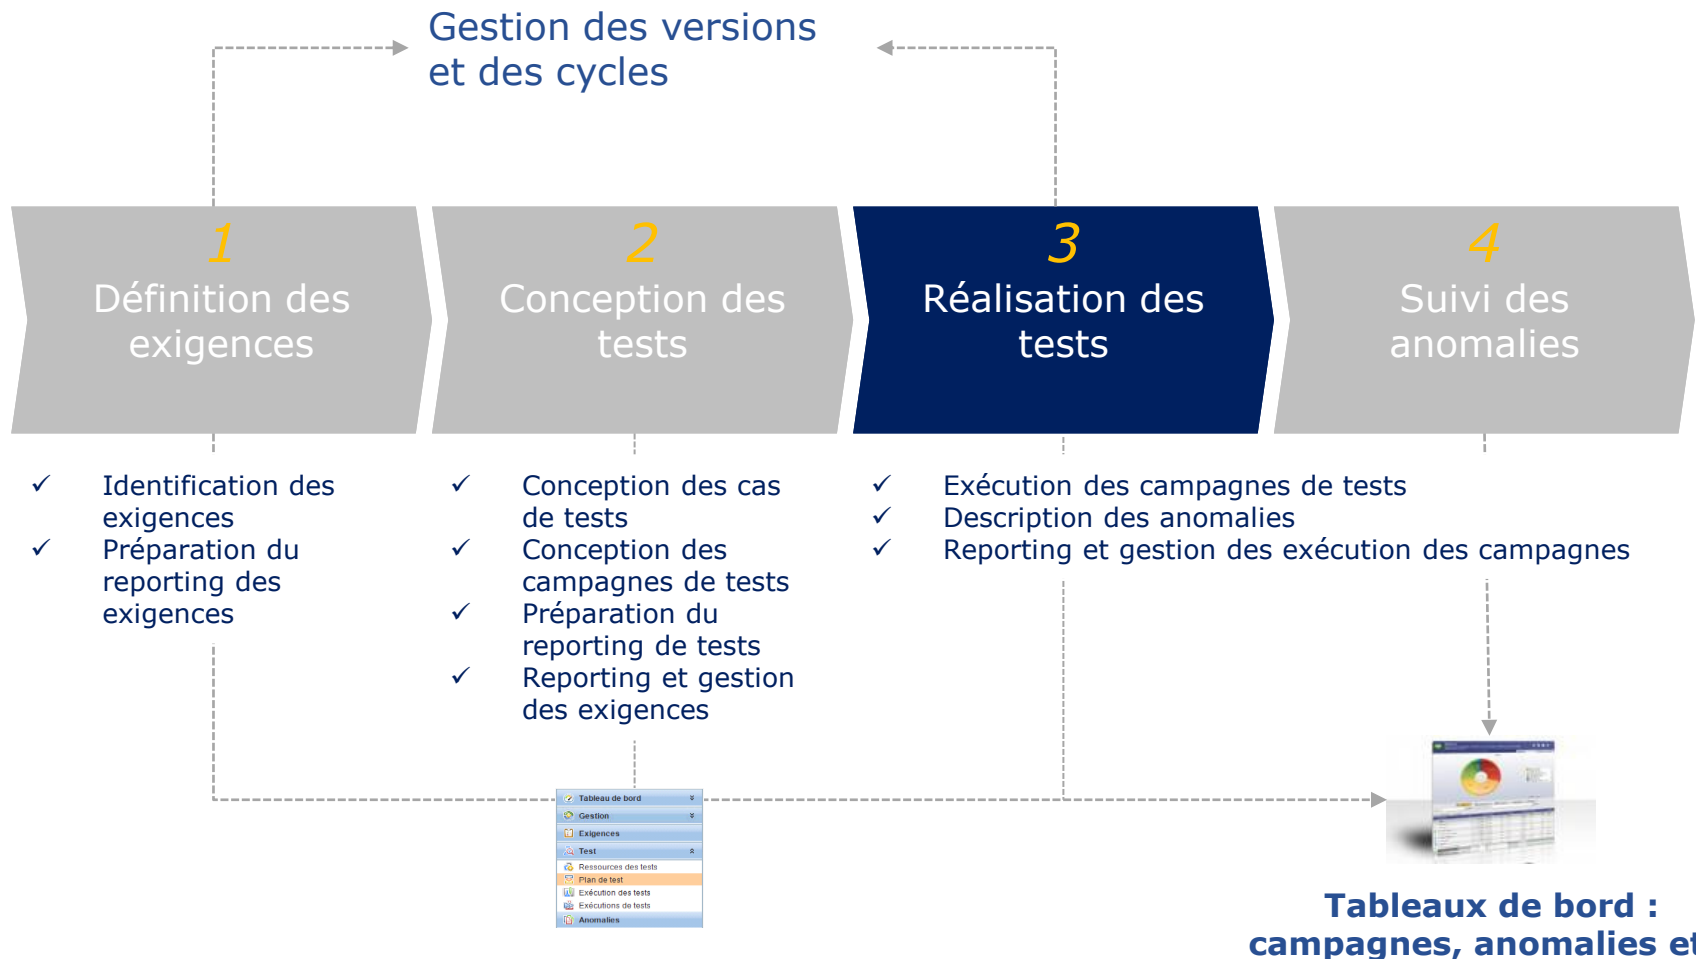 Gestion des versions
et des cycles
1
Définition des
exigences
2
Conception des
tests
3
Réalisation des
tests
4
Suivi des
anomalies
✓ Identification des
exigences
✓ Préparation du
reporting des
exigences
✓ Conception des cas
de tests
✓ Conception des
campagnes de tests
✓ Préparation du
reporting de tests
✓ Reporting et gestion
des exigences
✓ Exécution des campagnes de tests
✓ Description des anomalies
✓ Reporting et gestion des exécution des campagnes
Tableau de bord
Gestion
Exigences
Test
Ressources des tests
Plan de test
Exécution des tests
Exécutions de tests
Anomalies
Tableaux de bord :
campagnes, anomalies et